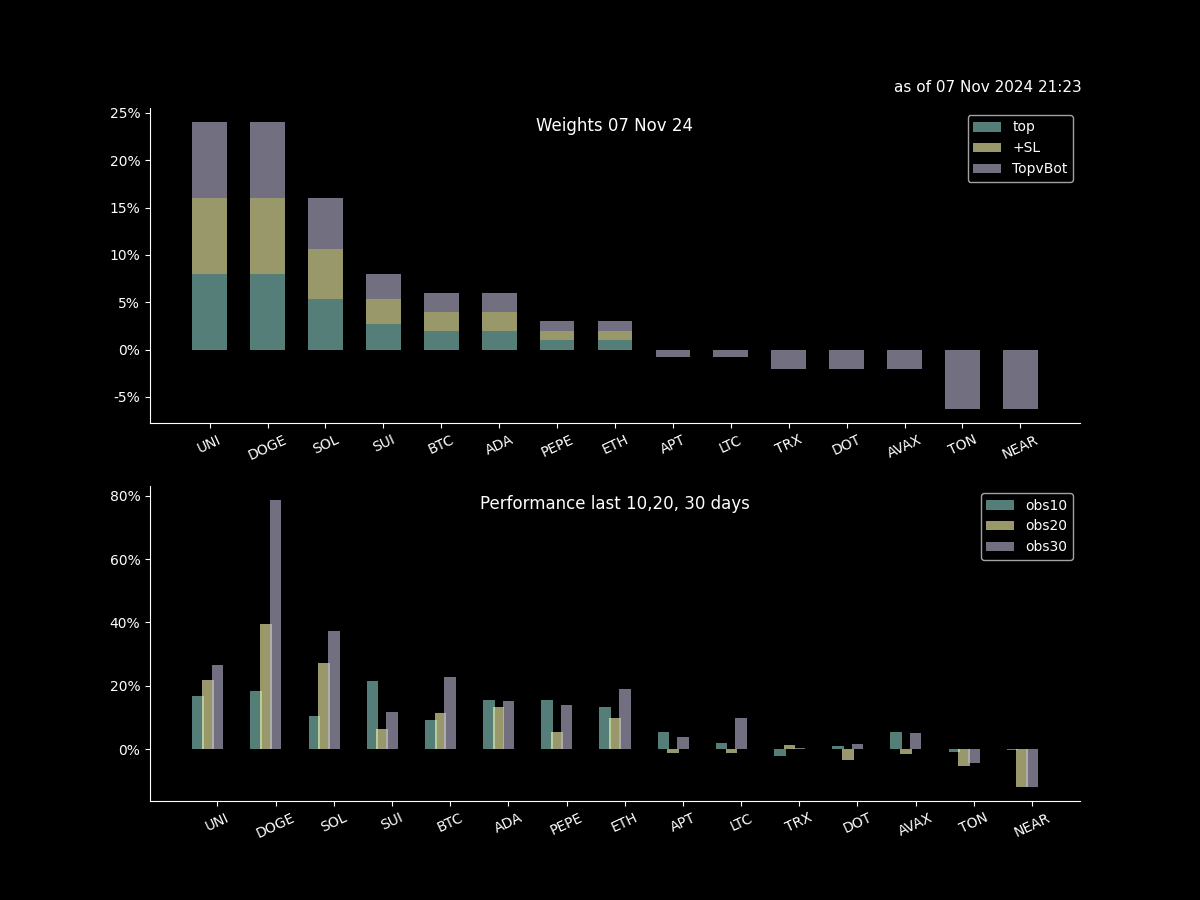 as of 07 Nov 2024 21:23
Weights 07 Nov 24
top
+SL
TopvBot
25%
20%
15%
10%
5%
0%
-5%
UNI DOGE SOL SUI BTC ADA PEPE ETH APT LTC TRX DOT AVAX TON NEAR
Performance last 10,20, 30 days
obs10
obs20
obs30
80%
60%
40%
20%
0%
UNI DOGE SOL SUI BTC ADA PEPE ETH APT LTC TRX DOT AVAX TON NEAR